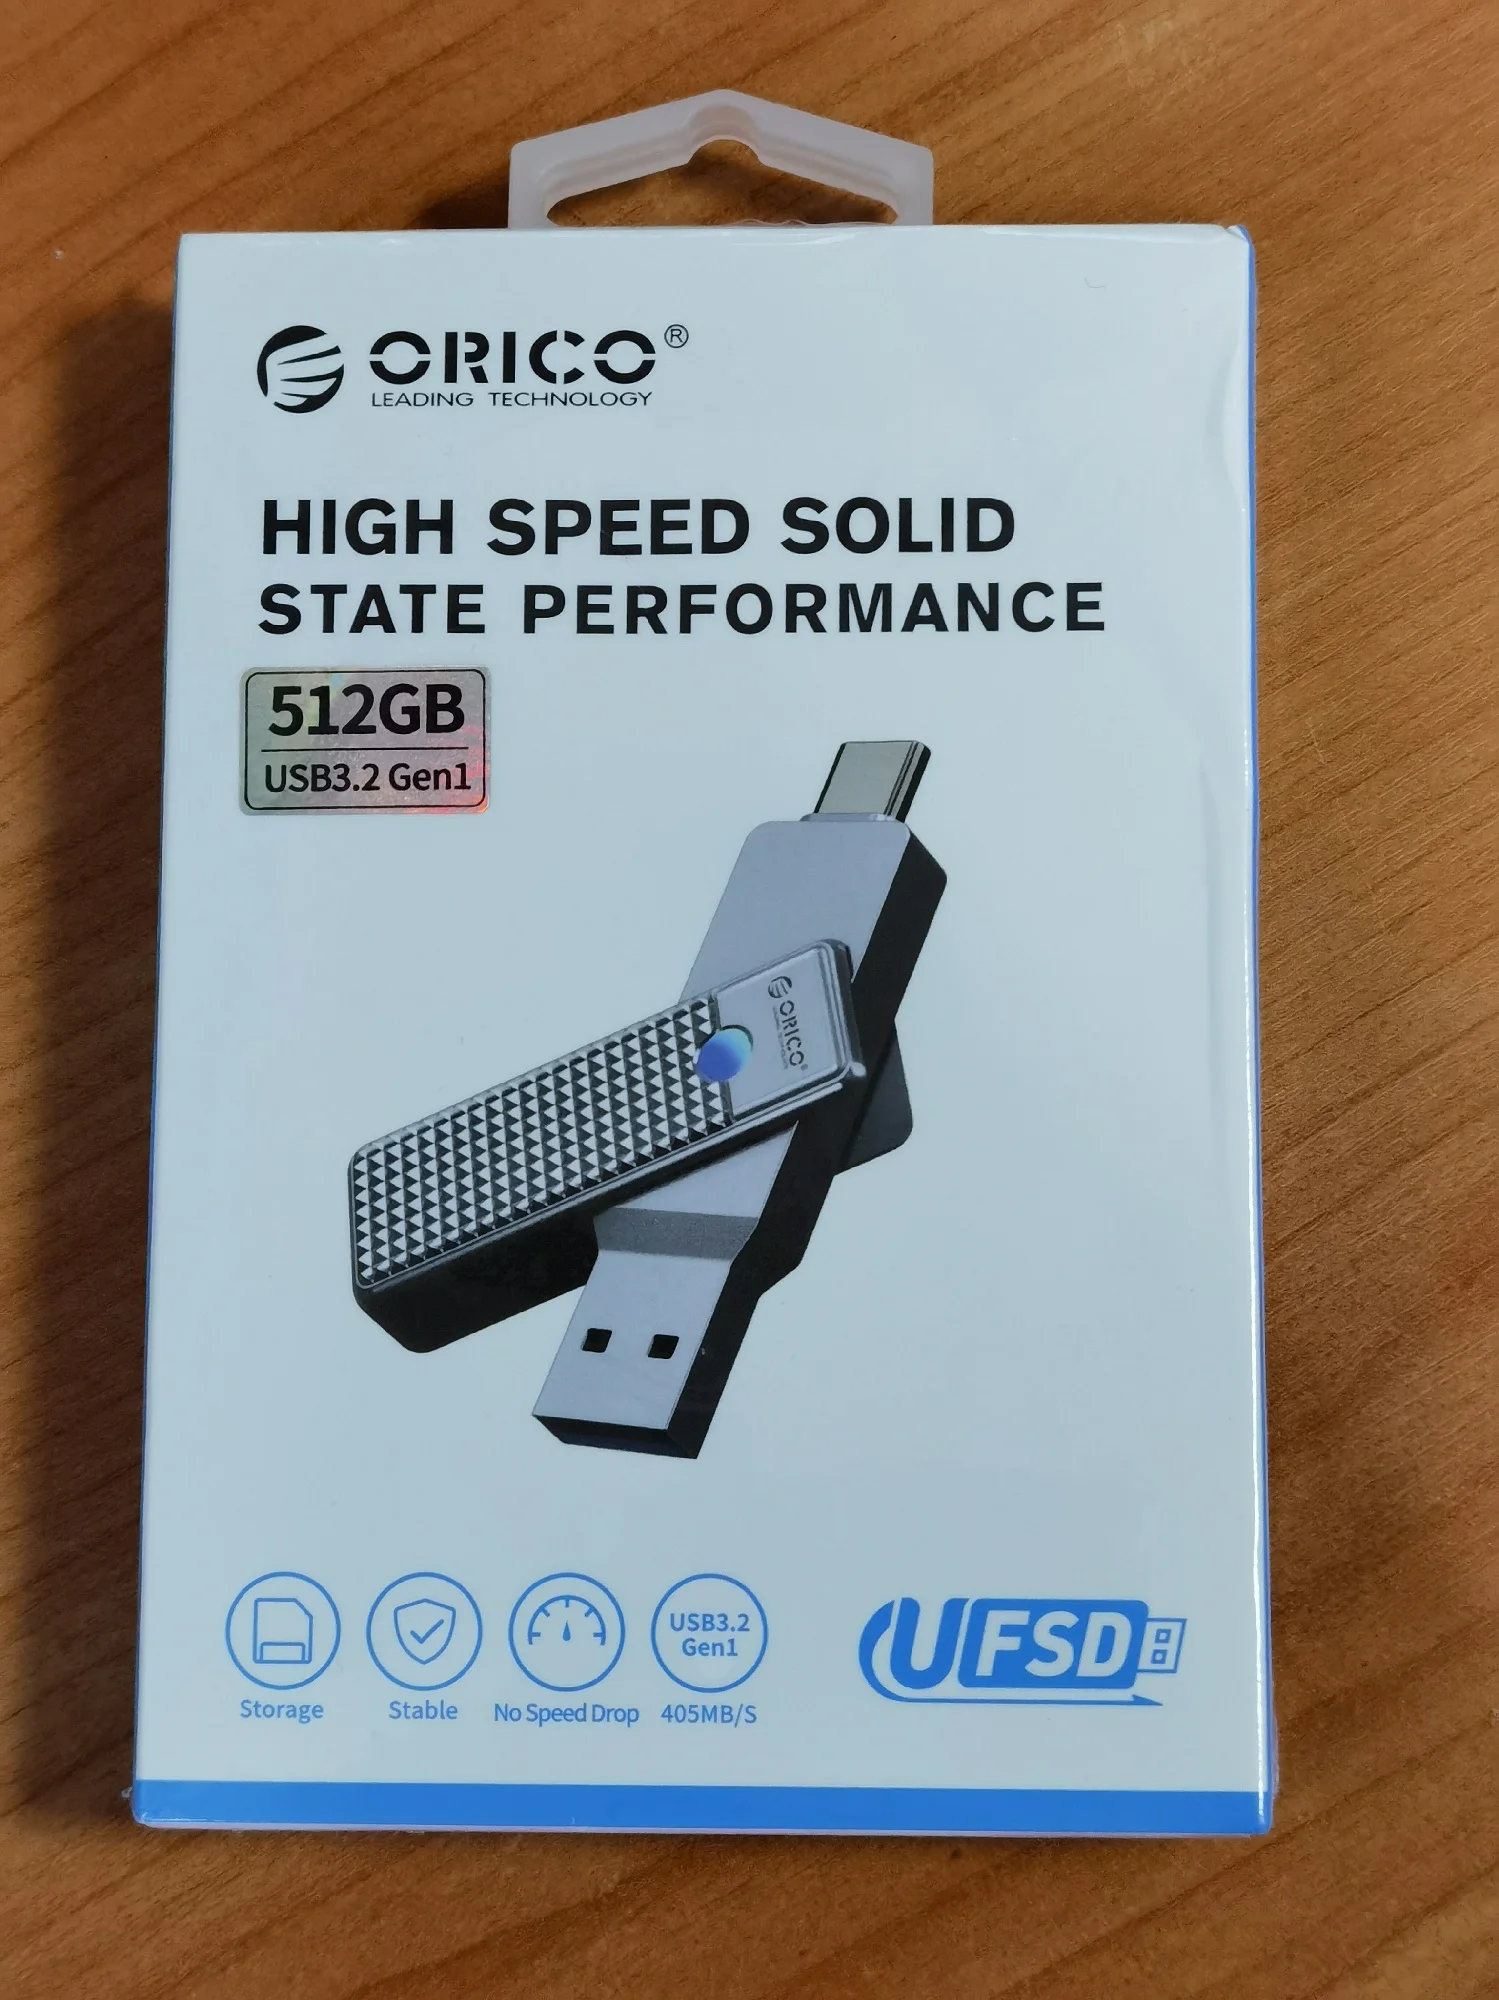 ORICO®
LEADING TECHNOLOGY
HIGH SPEED SOLID
STATE PERFORMANCE
512GB
USB3.2 Gen1
ORICO®
USB3.2
Gen1
Storage
Stable
No Speed Drop
405MB/S
UFSD